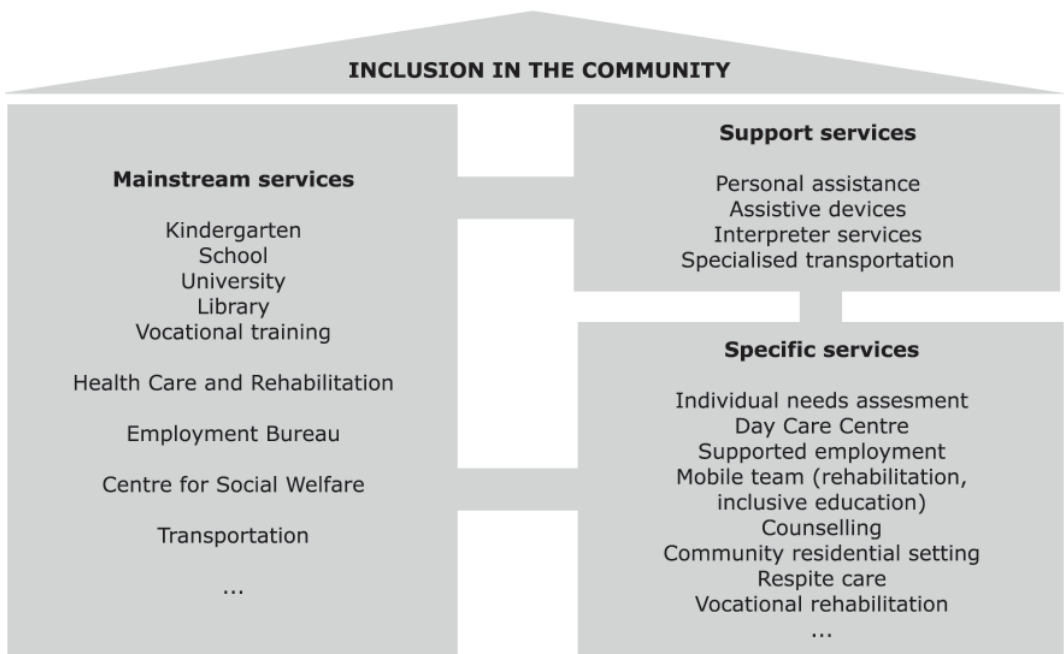 INCLUSION IN THE COMMUNITY
Mainstream services
Kindergarten
School
University
Library
Vocational training
Health Care and Rehabilitation
Employment Bureau
Centre for Social Welfare
Transportation
...
Support services
Personal assistance
Assistive devices
Interpreter services
Specialised transportation
Specific services
Individual needs assesment
Day Care Centre
Supported employment
Mobile team (rehabilitation,
inclusive education)
Counselling
Community residential setting
Respite care
Vocational rehabilitation
...